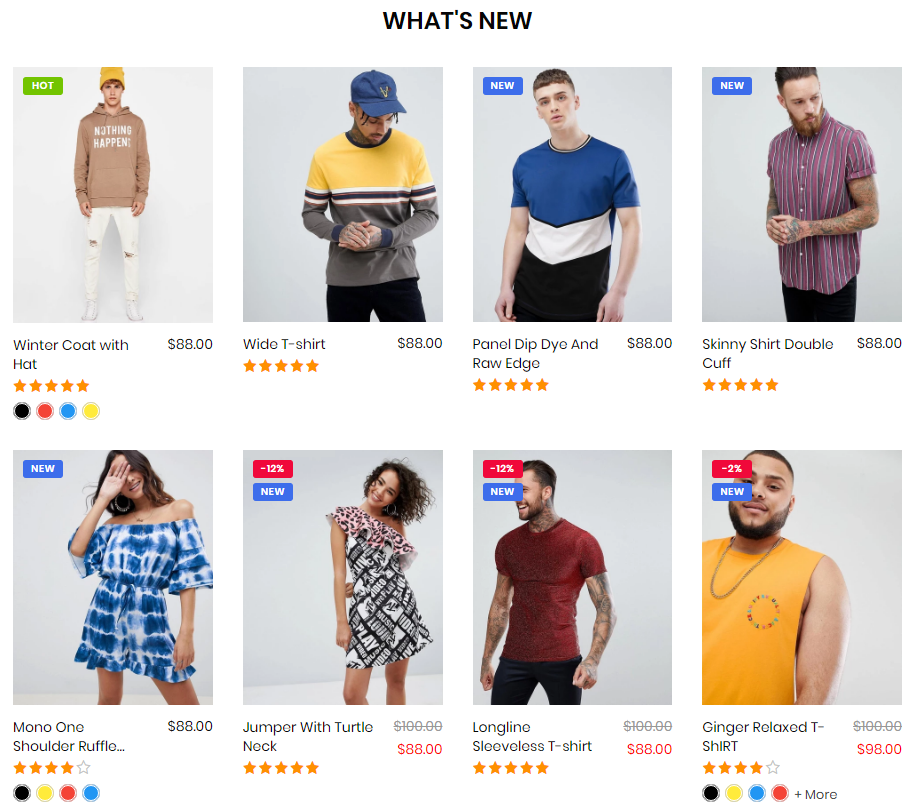 WHAT'S NEW
HOT
NOTHING
HAPPENS
NEW
NEW
Winter Coat with $88.00
Hat
Wide T-shirt $88.00
Panel Dip Dye And $88.00
Raw Edge
Skinny Shirt Double $88.00
Cuff
NEW
-12%
NEW
-12%
NEW
-2%
NEW
Mono One $88.00
Shoulder Ruffle...
Jumper With Turtle $100.00
Neck $88.00
Longline $100.00
Sleeveless T-shirt $88.00
Ginger Relaxed T- $100.00
ShIRT $98.00
+ More